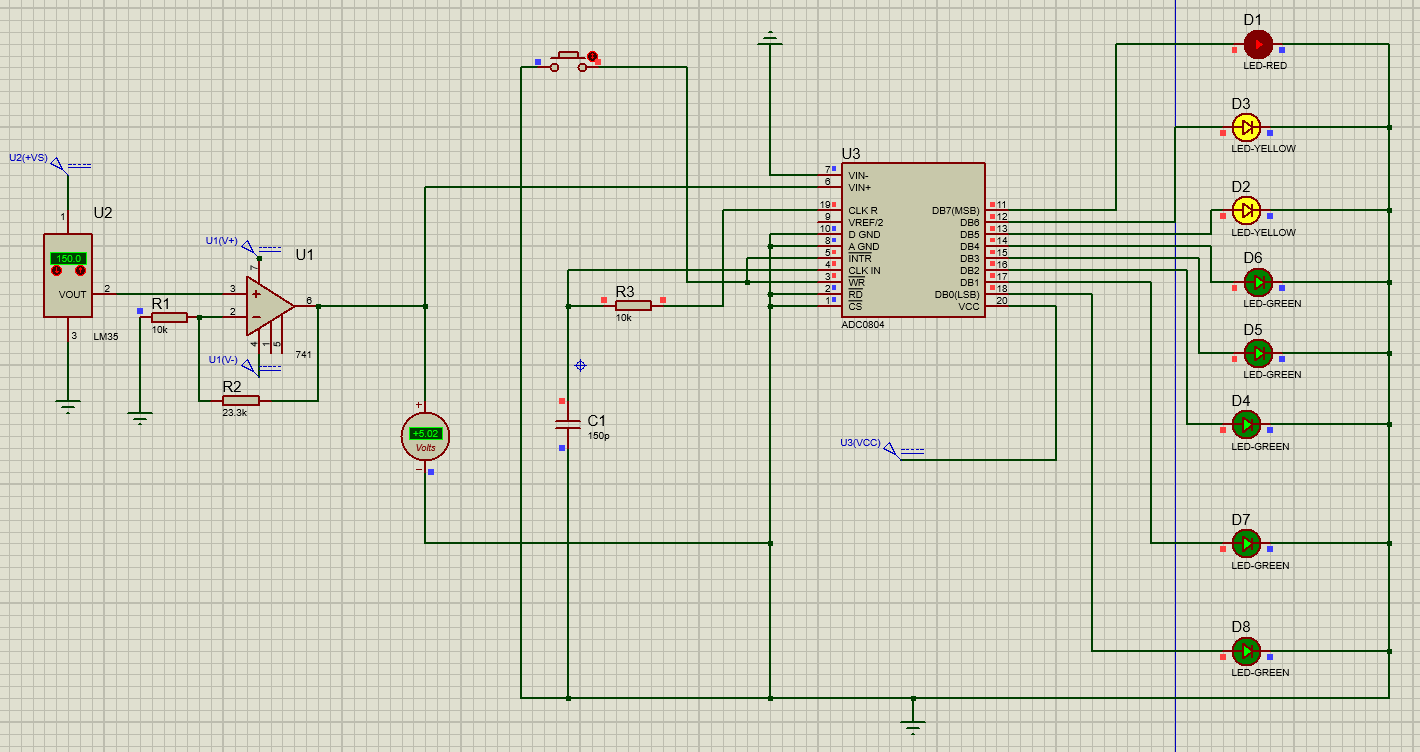 U2(+VS)
U2
1
150.0
VOUT
2
3
LM35
R1
10k
U1(V+)
U1
7
3
2
6
4
1
5
741
U1(V-)
R2
23.3k
+
+5.02
Volts
−
R3
10k
C1
150p
U3
7
VIN-
6
VIN+
19
CLK R
9
VREF/2
10
D GND
8
A GND
5
INTR
4
CLK IN
3
WR
2
RD
1
CS
DB7(MSB)
11
DB6
12
DB5
13
DB4
14
DB3
15
DB2
16
DB1
17
DB0(LSB)
18
VCC
20
ADC0804
U3(VCC)
D1
LED-RED
D3
LED-YELLOW
D2
LED-YELLOW
D6
LED-GREEN
D5
LED-GREEN
D4
LED-GREEN
D7
LED-GREEN
D8
LED-GREEN